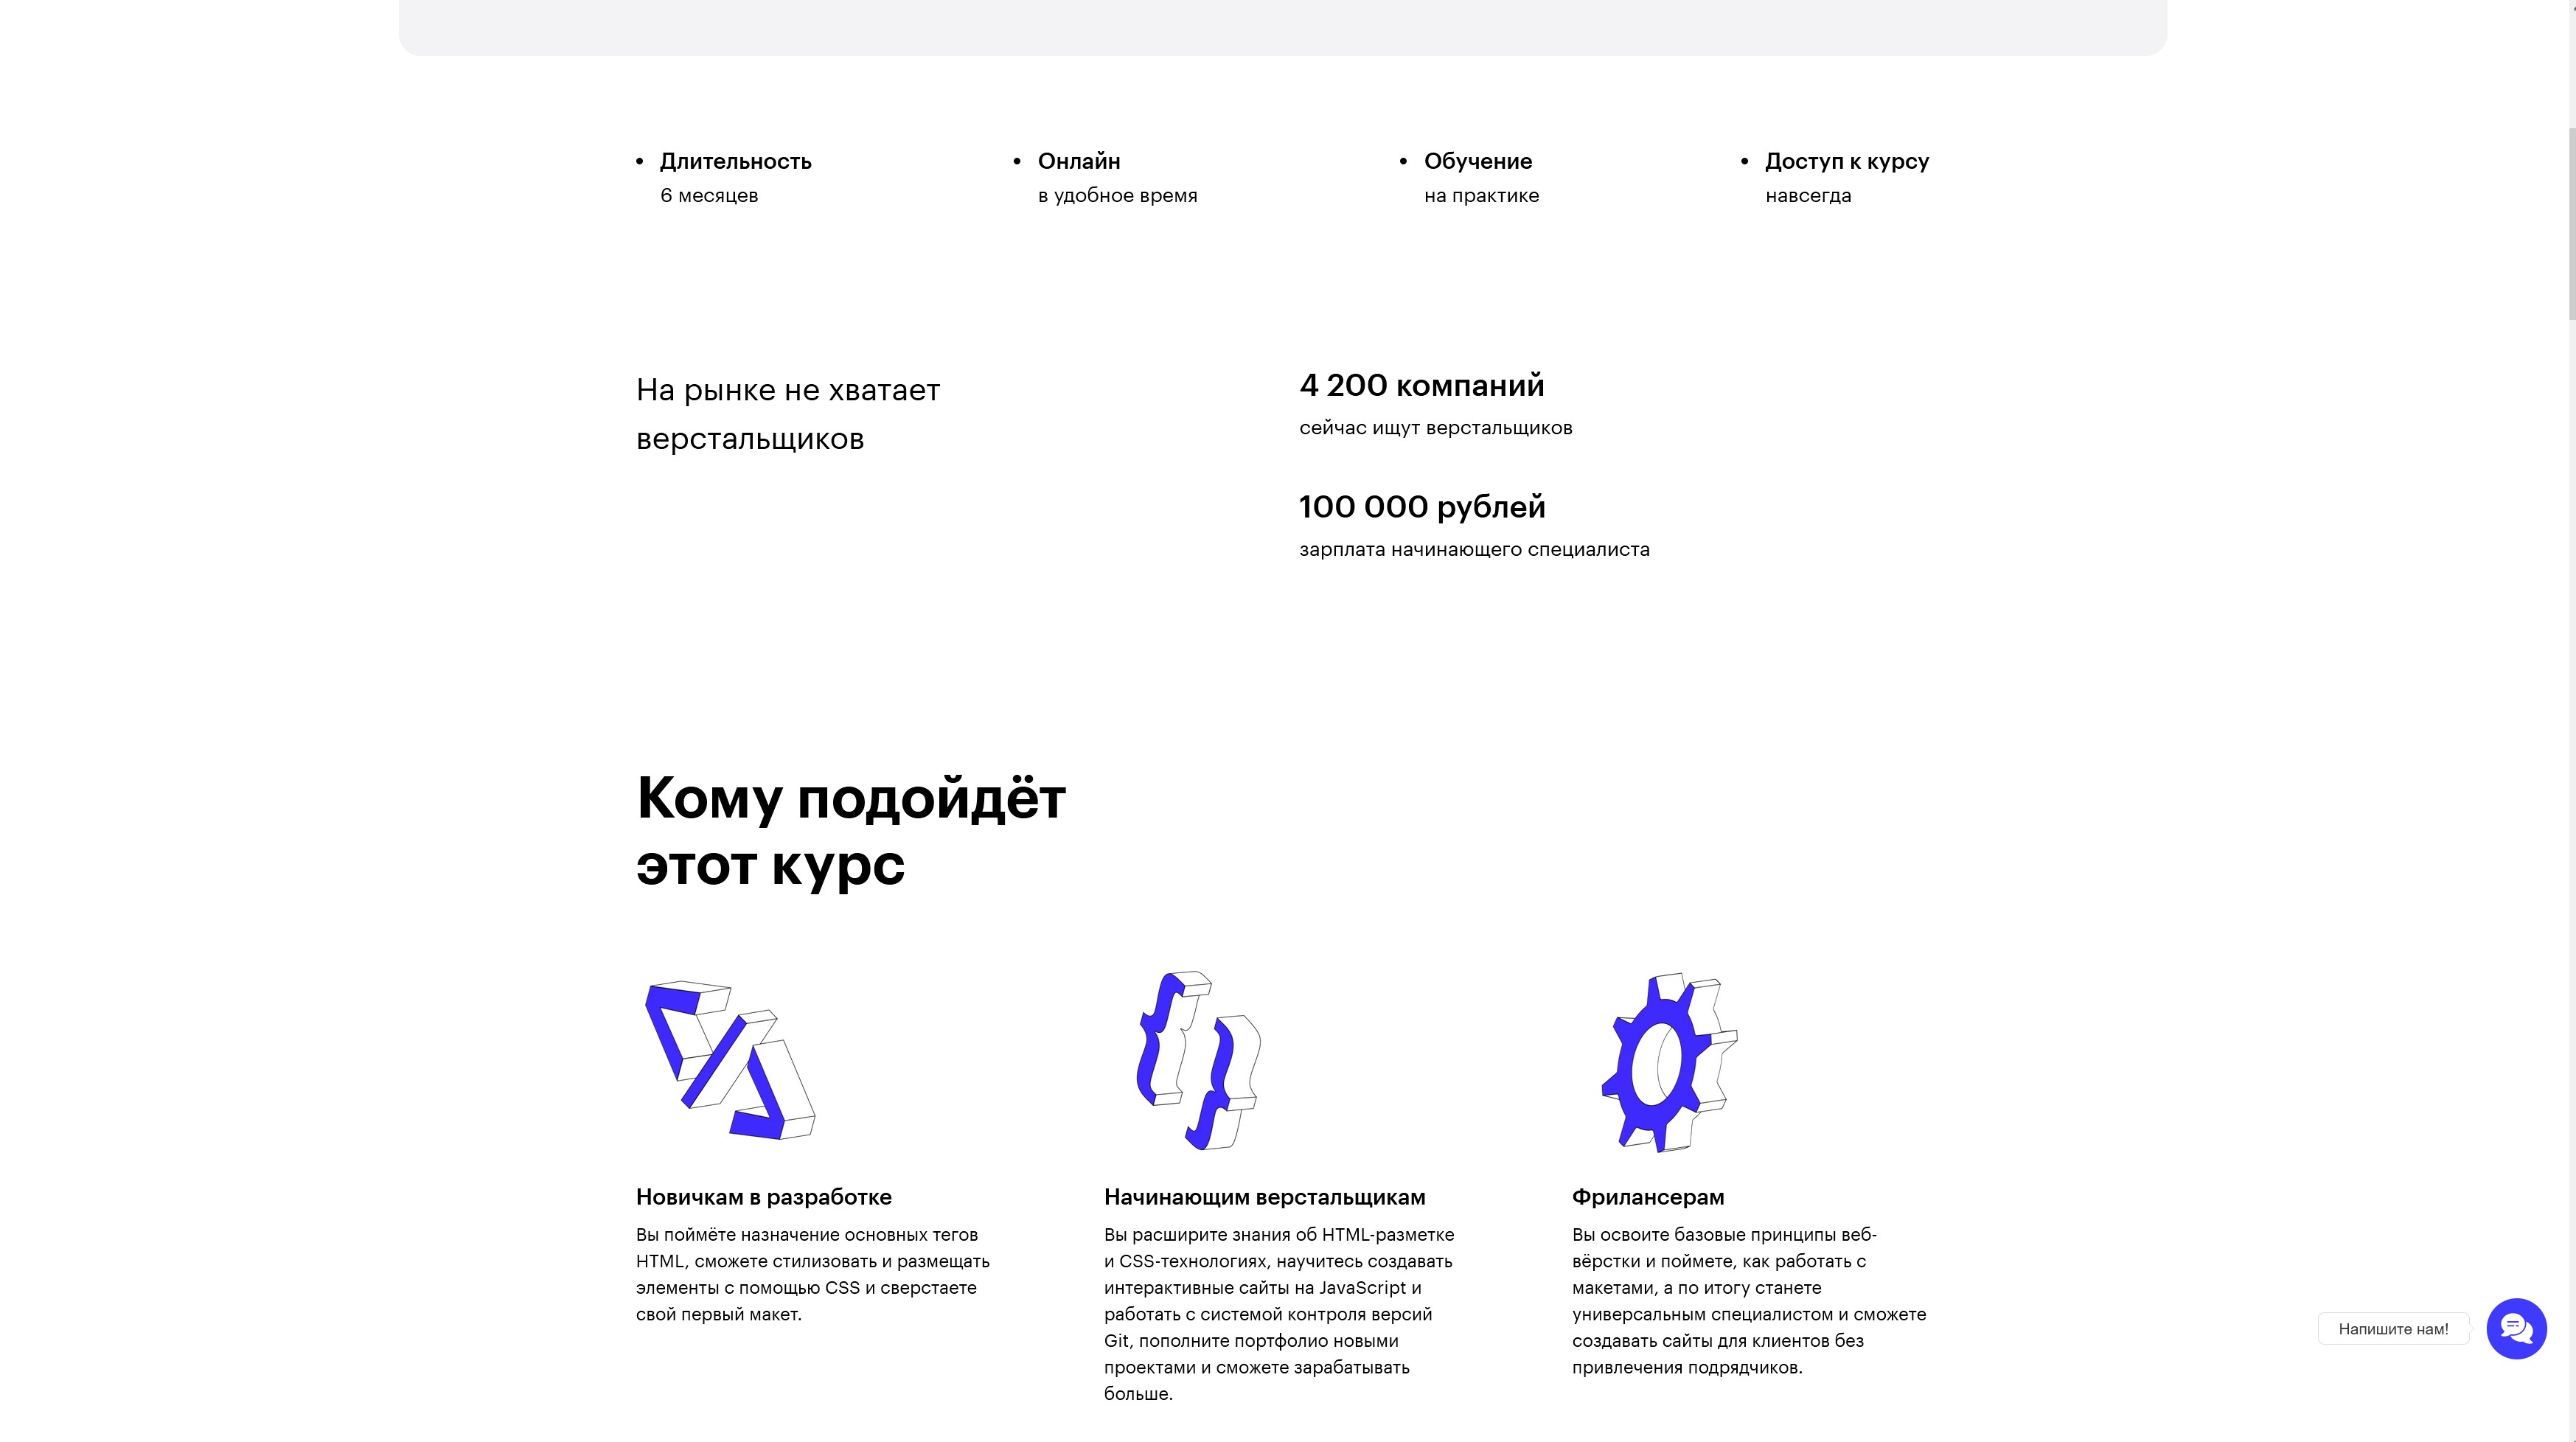 Длительность
6 месяцев
Онлайн
в удобное время
Обучение
на практике
Доступ к курсу
навсегда
На рынке не хватает
верстальщиков
4 200 компаний
сейчас ищут верстальщиков
100 000 рублей
зарплата начинающего специалиста
Кому подойдёт
этот курс
Новичкам в разработке
Вы поймёте назначение основных тегов
HTML, сможете стилизовать и размещать
элементы с помощью CSS и сверстаете
свой первый макет.
Начинающим верстальщикам
Вы расширите знания об HTML-разметке
и CSS-технологиях, научитесь создавать
интерактивные сайты на JavaScript и
работать с системой контроля версий
Git, пополните портфолио новыми
проектами и сможете зарабатывать
больше.
Фрилансерам
Вы освоите базовые принципы веб-
вёрстки и поймете, как работать с
макетами, а по итогу станете
универсальным специалистом и сможете
создавать сайты для клиентов без
привлечения подрядчиков.
Напишите нам!